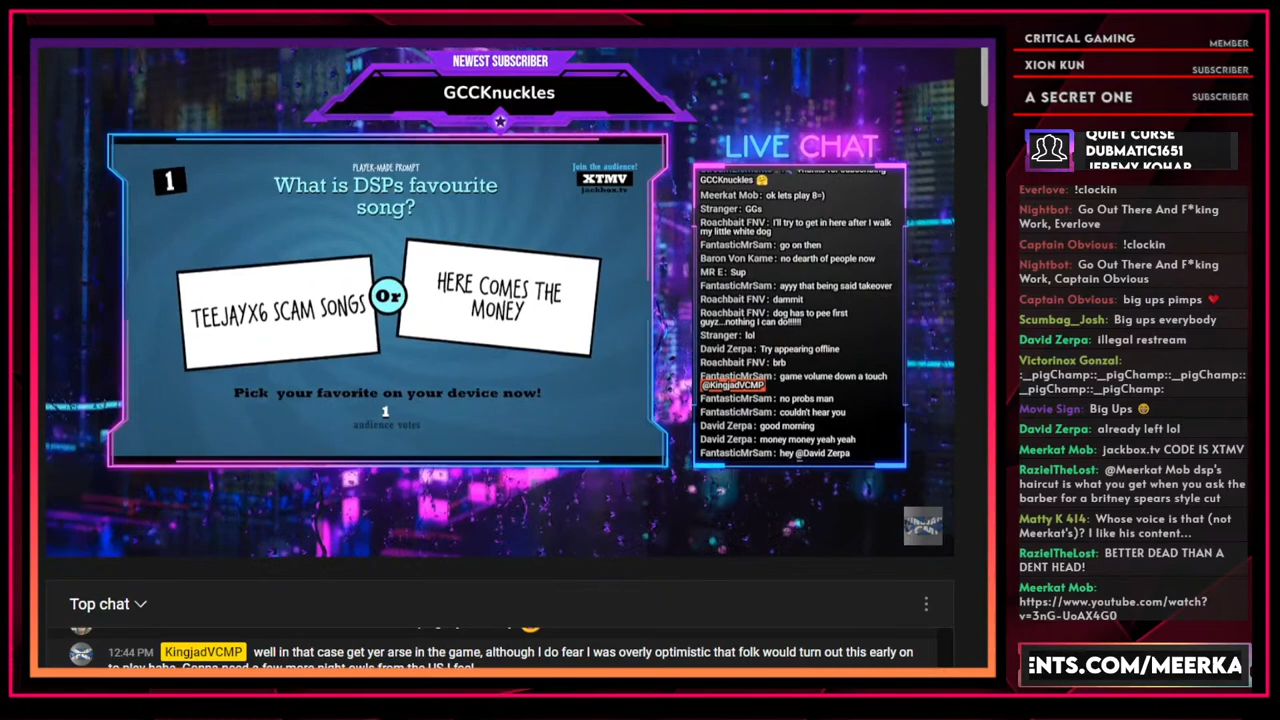 NEWEST SUBSCRIBER
GCCKnuckles
1
PLAYER-MADE PROMPT
What is DSPs favourite
song?
Join the audience!
XTMV
jackbox.tv
TEEJAYX6 SCAM SONGS
Or
HERE COMES THE
MONEY
Pick your favorite on your device now!
1
audience votes
LIVE CHAT
GCCKnuckles 🤗
Meerkat Mob: ok lets play 8=)
Stranger: GGs
Roachbait FNV: I'll try to get in here after I walk
my little white dog
FantasticMrSam: go on then
Baron Von Kame: no dearth of people now
MR E: Sup
FantasticMrSam: ayyy that being said takeover
Roachbait FNV: dammit
Roachbait FNV: dog has to pee first
guyz...nothing I can do!!!!!!
Stranger: lol
David Zerpa: Try appearing offline
Roachbait FNV: brb
FantasticMrSam: game volume down a touch
@KingjadVCMP
FantasticMrSam: no probs man
FantasticMrSam: couldn't hear you
David Zerpa: good morning
David Zerpa: money money yeah yeah
FantasticMrSam: hey @David Zerpa
Top chat
12:44 PM KingjadVCMP well in that case get yer arse in the game, although I do fear I was overly optimistic that folk would turn out this early on
CRITICAL GAMING MEMBER
XION KUN SUBSCRIBER
A SECRET ONE SUBSCRIBER
QUIET CURSE
DUBMATIC1651
JEREMY KOHAR
Everlove: !clockin
Nightbot: Go Out There And F*king
Work, Everlove
Captain Obvious: !clockin
Nightbot: Go Out There And F*king
Work, Captain Obvious
Captain Obvious: big ups pimps ❤
Scumbag_Josh: Big ups everybody
David Zerpa: illegal restream
Victorinox Gonzal:
:_pigChamp::_pigChamp::_pigChamp::
_pigChamp::_pigChamp:
Movie Sign: Big Ups 😁
David Zerpa: already left lol
Meerkat Mob: jackbox.tv CODE IS XTMV
RazielTheLost: @Meerkat Mob dsp's
haircut is what you get when you ask the
barber for a britney spears style cut
Matty K 414: Whose voice is that (not
Meerkat's)? I like his content...
RazielTheLost: BETTER DEAD THAN A
DENT HEAD!
Meerkat Mob:
https://www.youtube.com/watch?
v=3nG-UoAX4G0
ENTS.COM/MEERKA